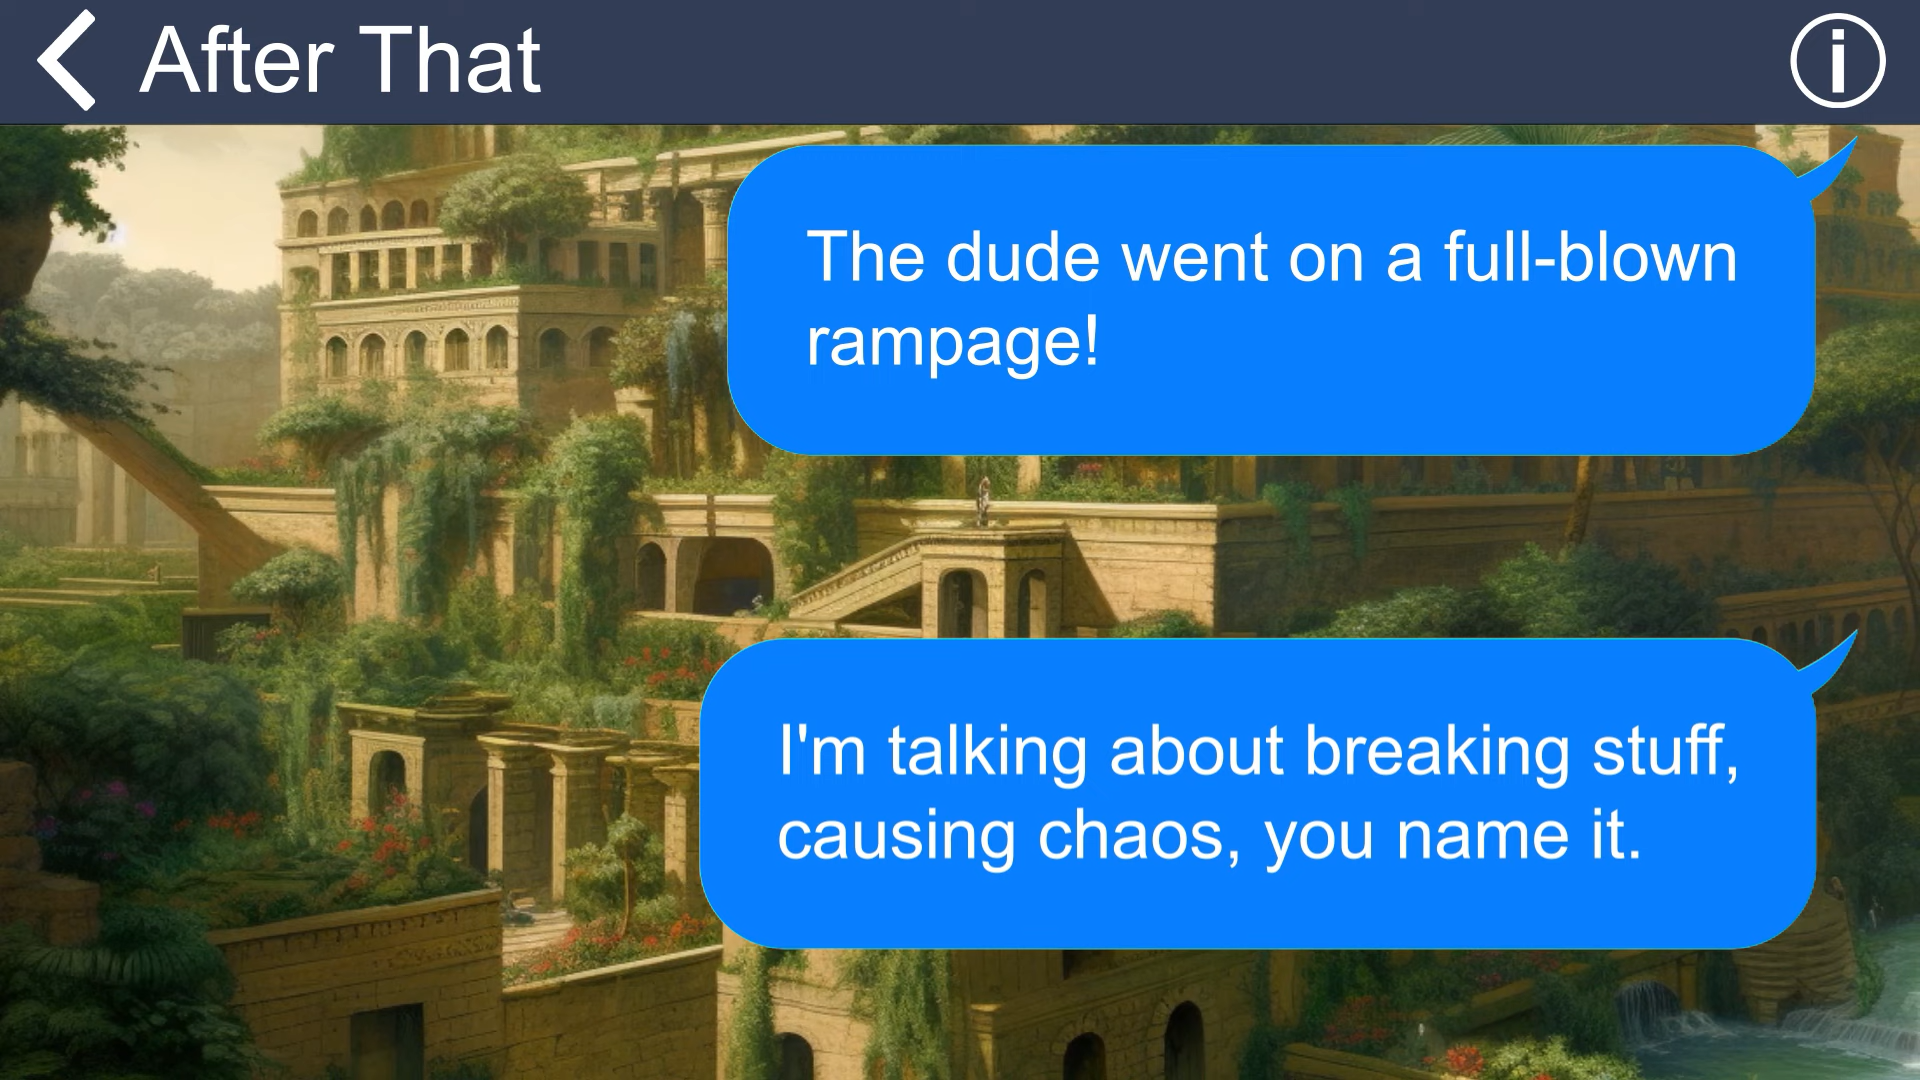 After That
The dude went on a full-blown
rampage!
I'm talking about breaking stuff,
causing chaos, you name it.